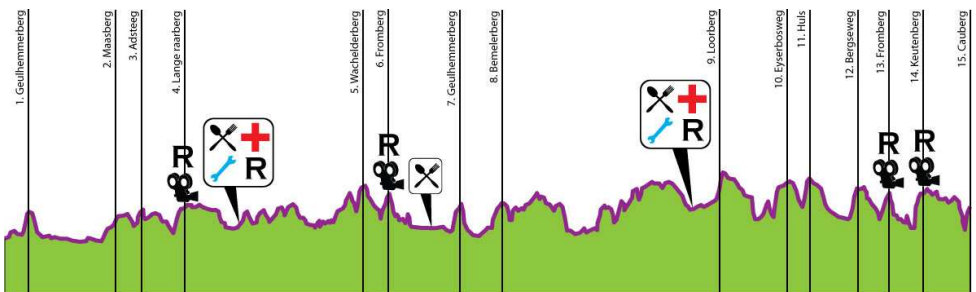 1. Geulhemmerberg
2. Maasberg
3. Adsteeg
4. Lange raarberg
5. Wachelderberg
6. Fromberg
7. Geulhemmerberg
8. Bemelerberg
9. Loorberg
10. Eyserbosweg
11. Huls
12. Bergseweg
13. Fromberg
14. Keutenberg
15. Cauberg
R
R
R
R
R
R